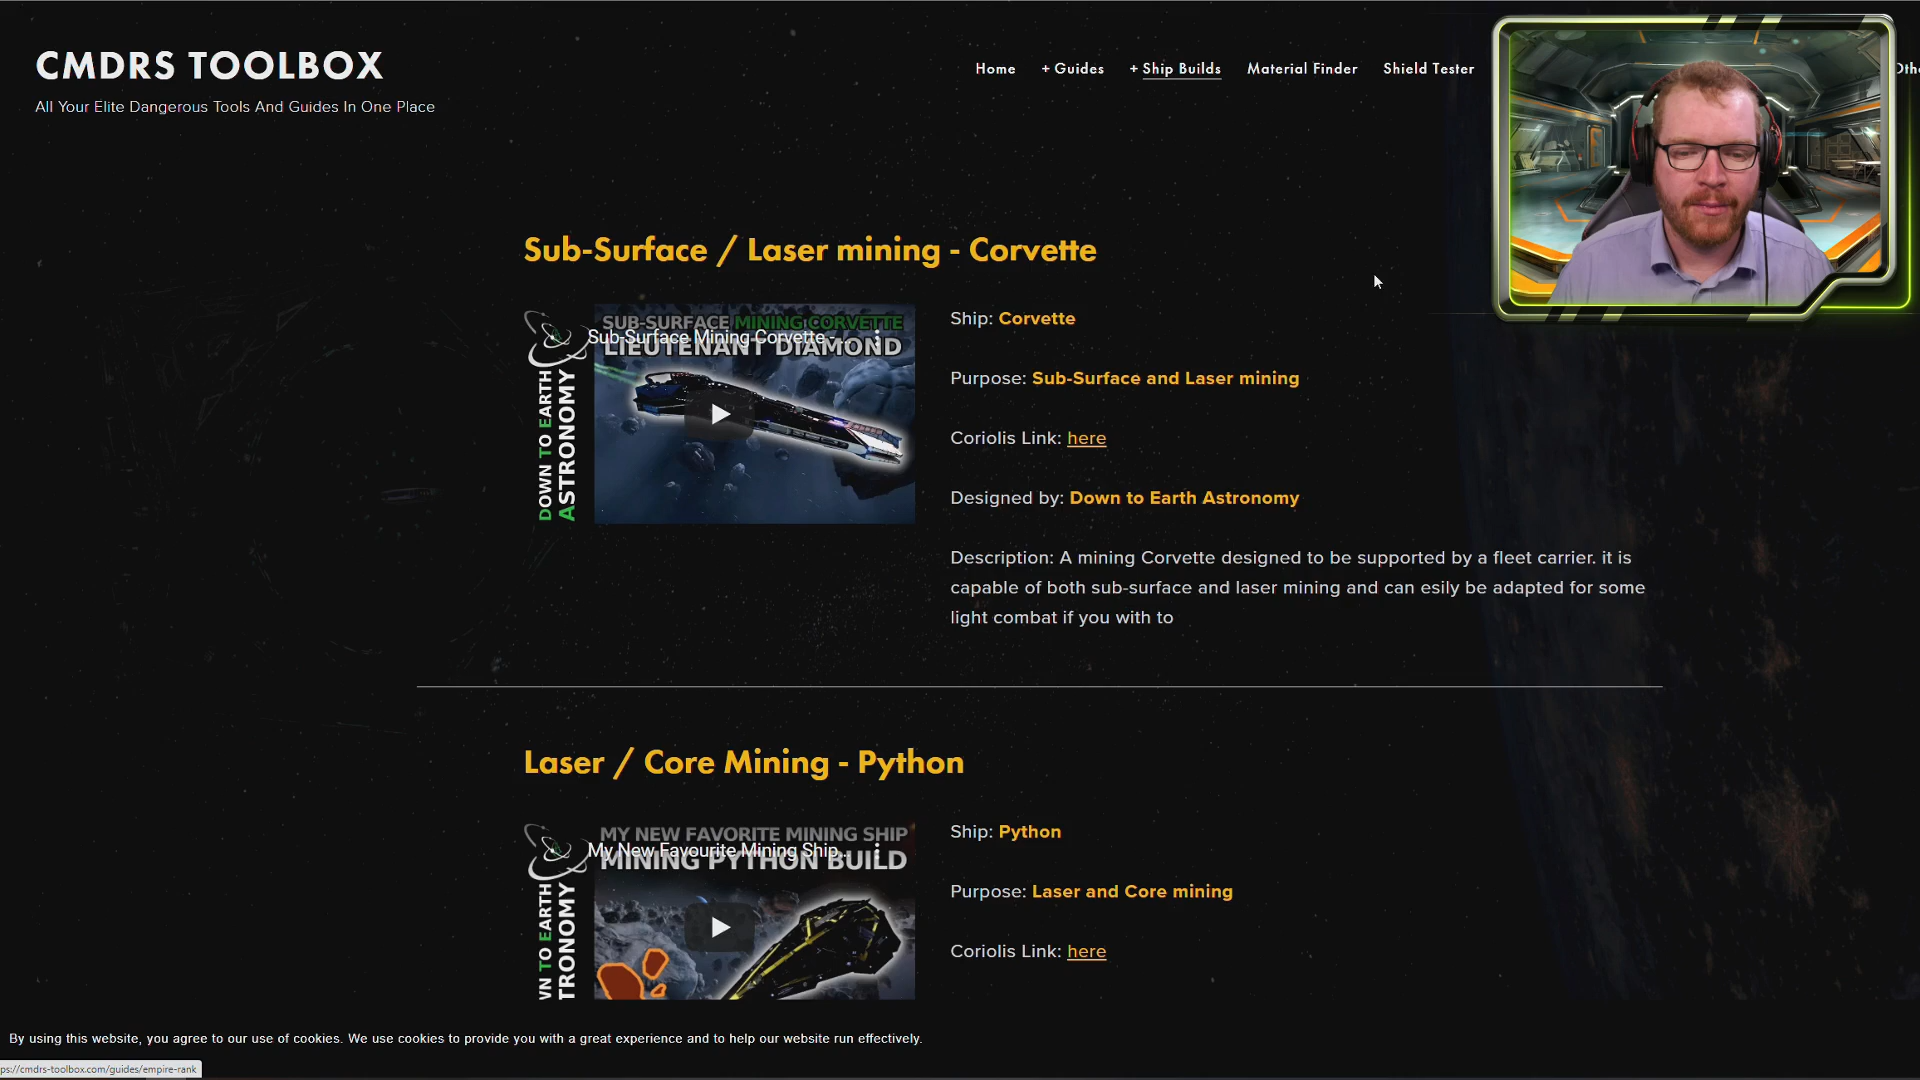 CMDRS TOOLBOX
All Your Elite Dangerous Tools And Guides In One Place
Home + Guides + Ship Builds Material Finder Shield Tester
Sub-Surface / Laser mining - Corvette
SUB-SURFACE MINING CORVETTE
Sub-Surface Mining Corvette -...
LIEUTENANT DIAMOND
DOWN TO EARTH
ASTRONOMY
Ship: Corvette
Purpose: Sub-Surface and Laser mining
Coriolis Link: here
Designed by: Down to Earth Astronomy
Description: A mining Corvette designed to be supported by a fleet carrier. it is
capable of both sub-surface and laser mining and can esily be adapted for some
light combat if you with to
Laser / Core Mining - Python
MY NEW FAVORITE MINING SHIP
My New Favourite Mining Ship...
MINING PYTHON BUILD
WN TO EARTH
TRONOMY
Ship: Python
Purpose: Laser and Core mining
Coriolis Link: here
By using this website, you agree to our use of cookies. We use cookies to provide you with a great experience and to help our website run effectively.
ps://cmdrs-toolbox.com/guides/empire-rank